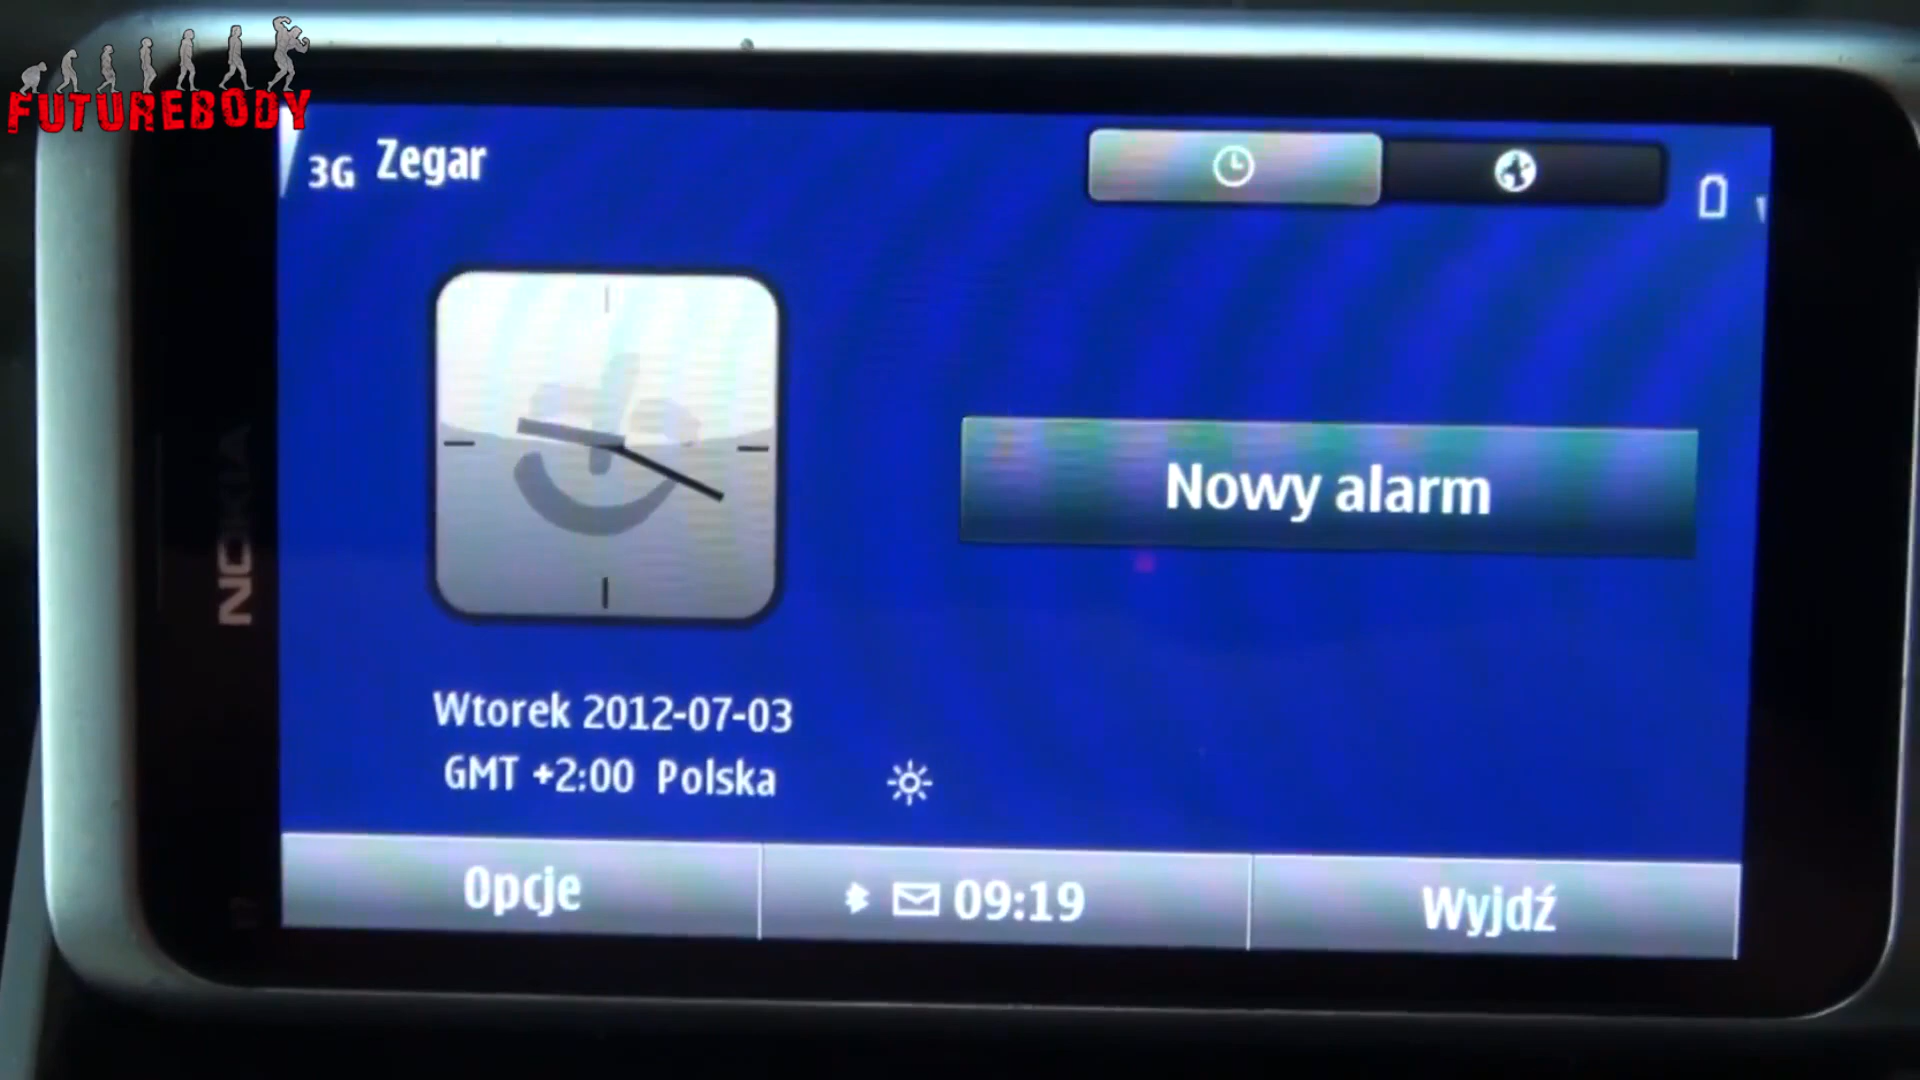 FUTUREBODY
3G Zegar
NOKIA
Nowy alarm
Wtorek 2012-07-03
GMT +2:00 Polska
Opcje
09:19
Wyjdź